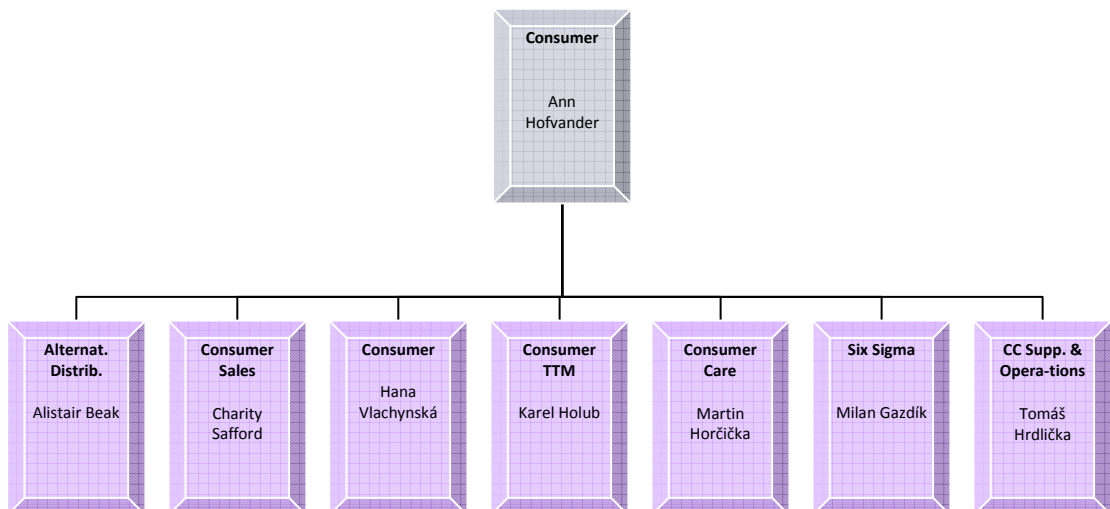 Consumer
Ann
Hofvander
Alternat.
Distrib.
Alistair Beak
Consumer
Sales
Charity
Safford
Consumer
Hana
Vlachynská
Consumer
TTM
Karel Holub
Consumer
Care
Martin
Horčička
Six Sigma
Milan Gazdík
CC Supp. &
Opera-tions
Tomáš
Hrdlička